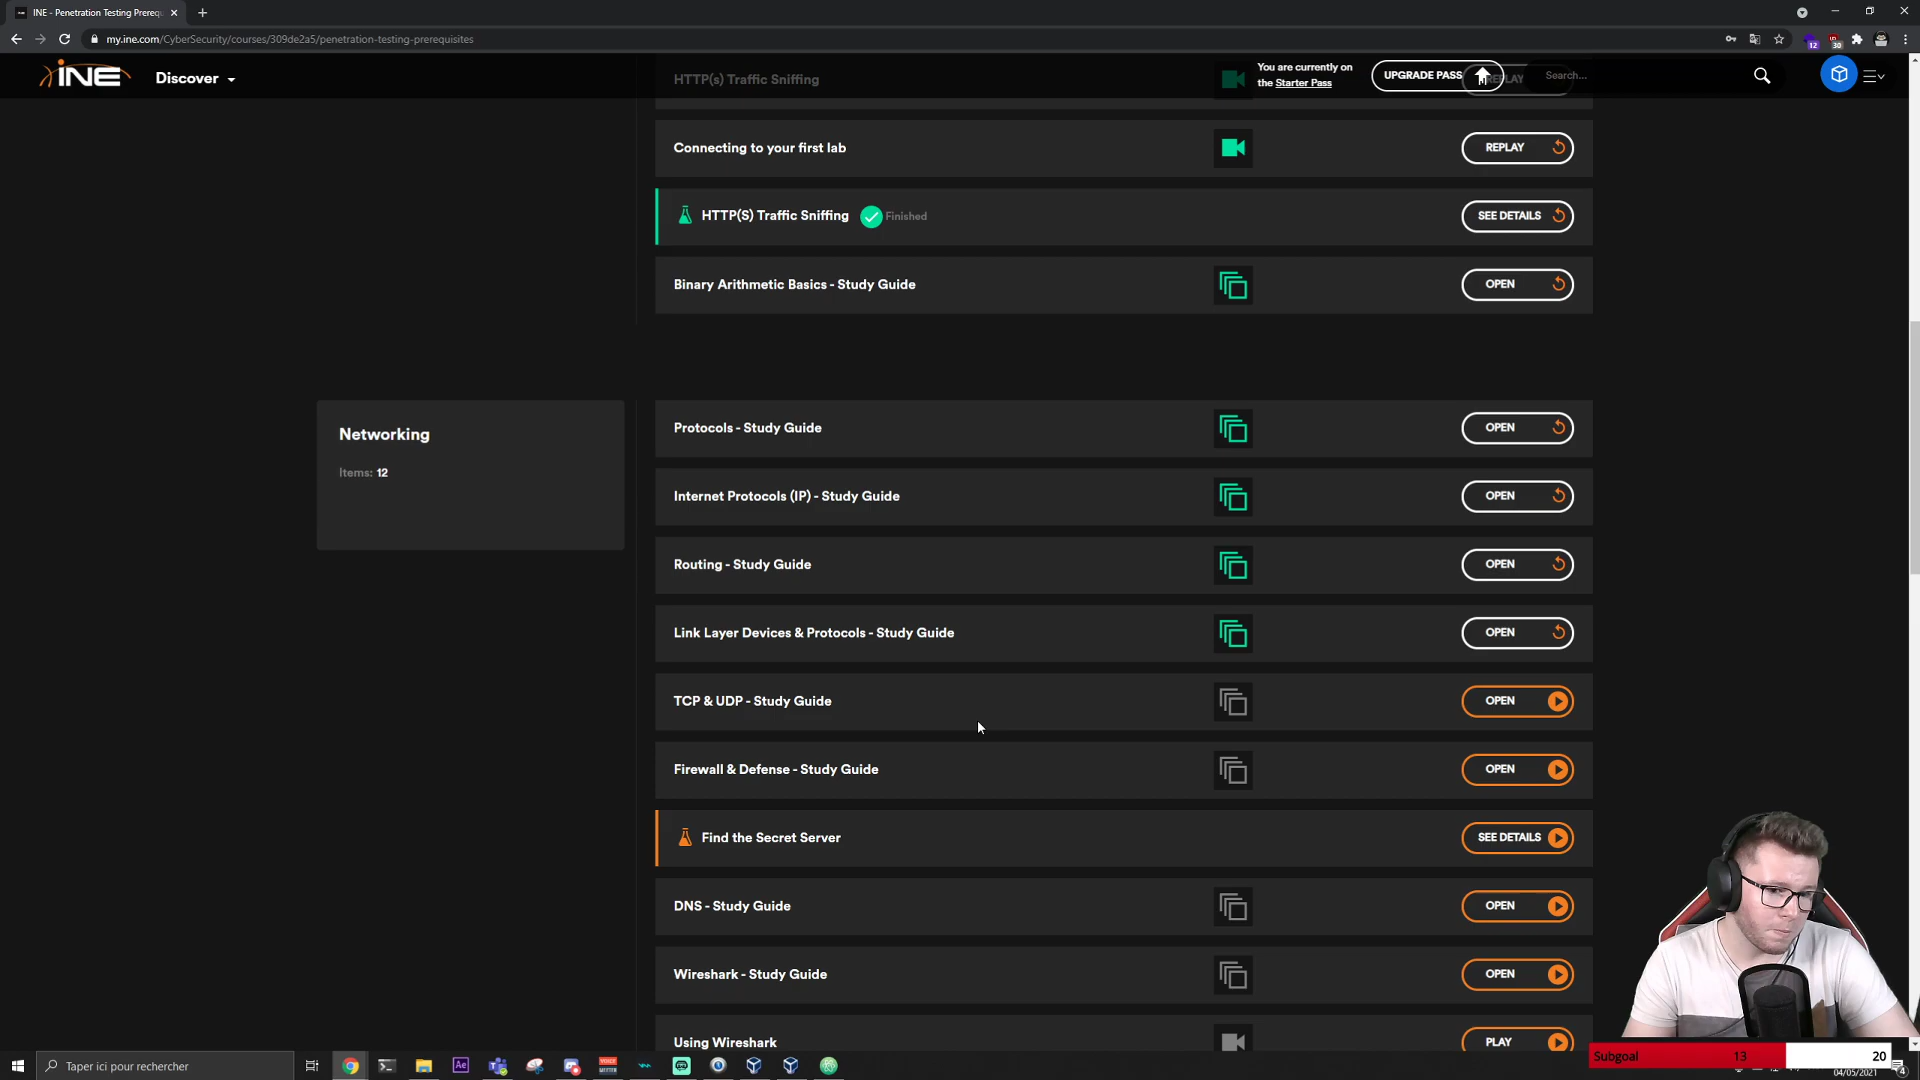 INE - Penetration Testing Prerequ
my.ine.com/CyberSecurity/courses/309de2a5/penetration-testing-prerequisites
12
30
INE
Discover
HTTP(s) Traffic Sniffing
You are currently on
the Starter Pass
UPGRADE PASS
Search...
Connecting to your first lab
REPLAY
HTTP(S) Traffic Sniffing
Finished
SEE DETAILS
Binary Arithmetic Basics - Study Guide
OPEN
Networking
Items: 12
Protocols - Study Guide
OPEN
Internet Protocols (IP) - Study Guide
OPEN
Routing - Study Guide
OPEN
Link Layer Devices & Protocols - Study Guide
OPEN
TCP & UDP - Study Guide
OPEN
Firewall & Defense - Study Guide
OPEN
Find the Secret Server
SEE DETAILS
DNS - Study Guide
OPEN
Wireshark - Study Guide
OPEN
Using Wireshark
PLAY
Subgoal
13
20
Taper ici pour rechercher
Ae
04/05/2021
4